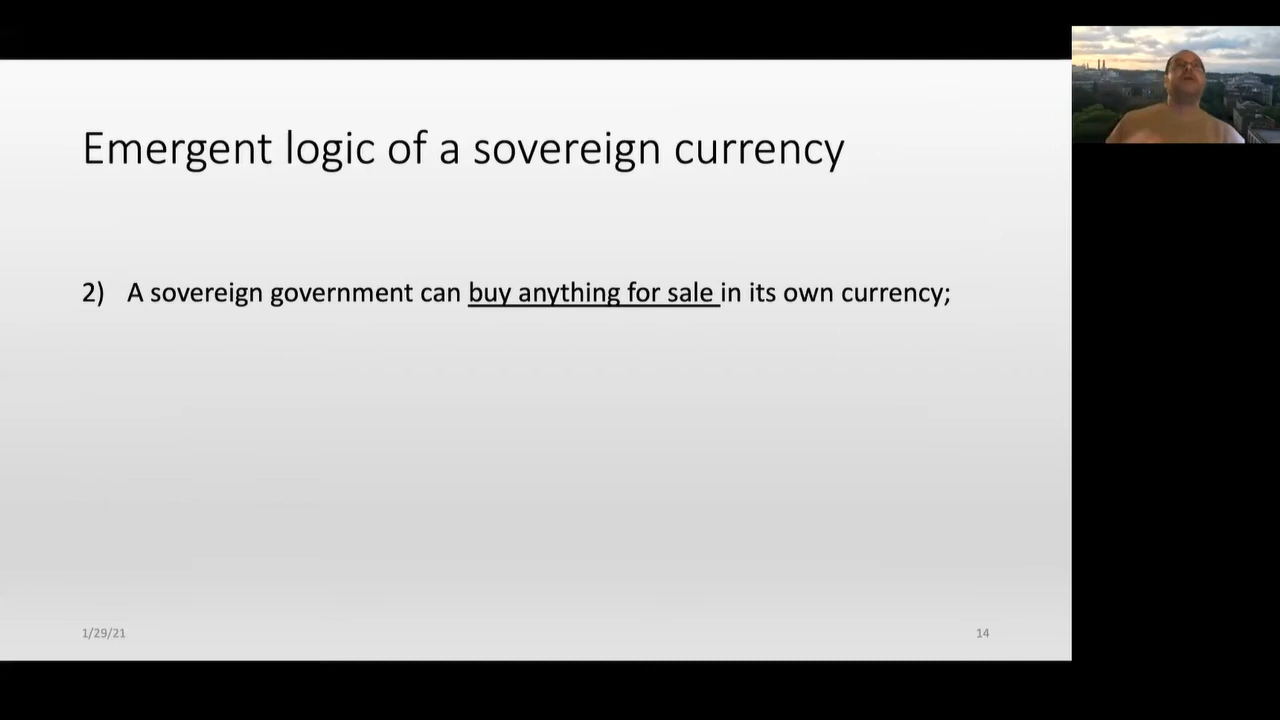 Emergent logic of a sovereign currency
2) A sovereign government can buy anything for sale in its own currency;
1/29/21
14